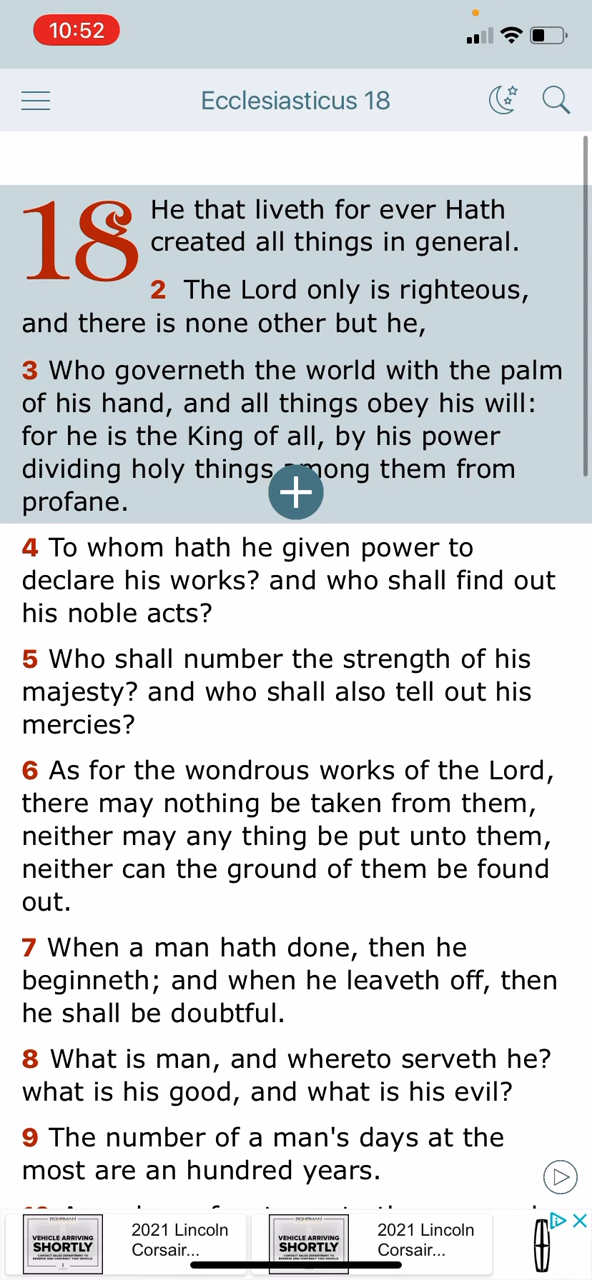 10:52
Ecclesiasticus 18
18 He that liveth for ever Hath
created all things in general.
2 The Lord only is righteous,
and there is none other but he,
3 Who governeth the world with the palm
of his hand, and all things obey his will:
for he is the King of all, by his power
dividing holy things among them from
profane.
4 To whom hath he given power to
declare his works? and who shall find out
his noble acts?
5 Who shall number the strength of his
majesty? and who shall also tell out his
mercies?
6 As for the wondrous works of the Lord,
there may nothing be taken from them,
neither may any thing be put unto them,
neither can the ground of them be found
out.
7 When a man hath done, then he
beginneth; and when he leaveth off, then
he shall be doubtful.
8 What is man, and whereto serveth he?
what is his good, and what is his evil?
9 The number of a man's days at the
most are an hundred years.
ROHRMAN
VEHICLE ARRIVING
SHORTLY
2021 Lincoln
Corsair...
ROHRMAN
VEHICLE ARRIVING
SHORTLY
2021 Lincoln
Corsair...